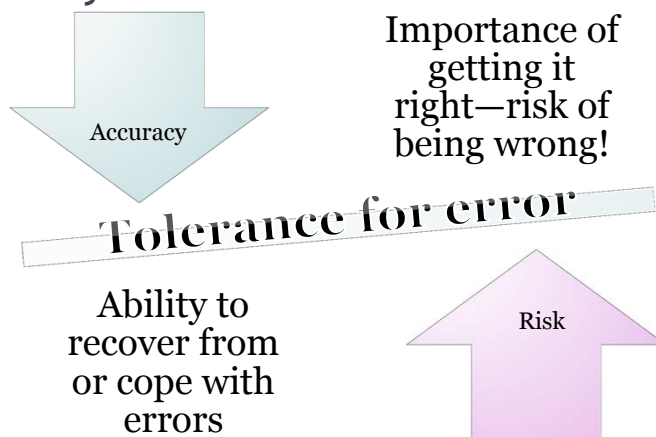 Importance of
getting it
right—risk of
being wrong!
Accuracy
Tolerance for error
Ability to
recover from
or cope with
errors
Risk